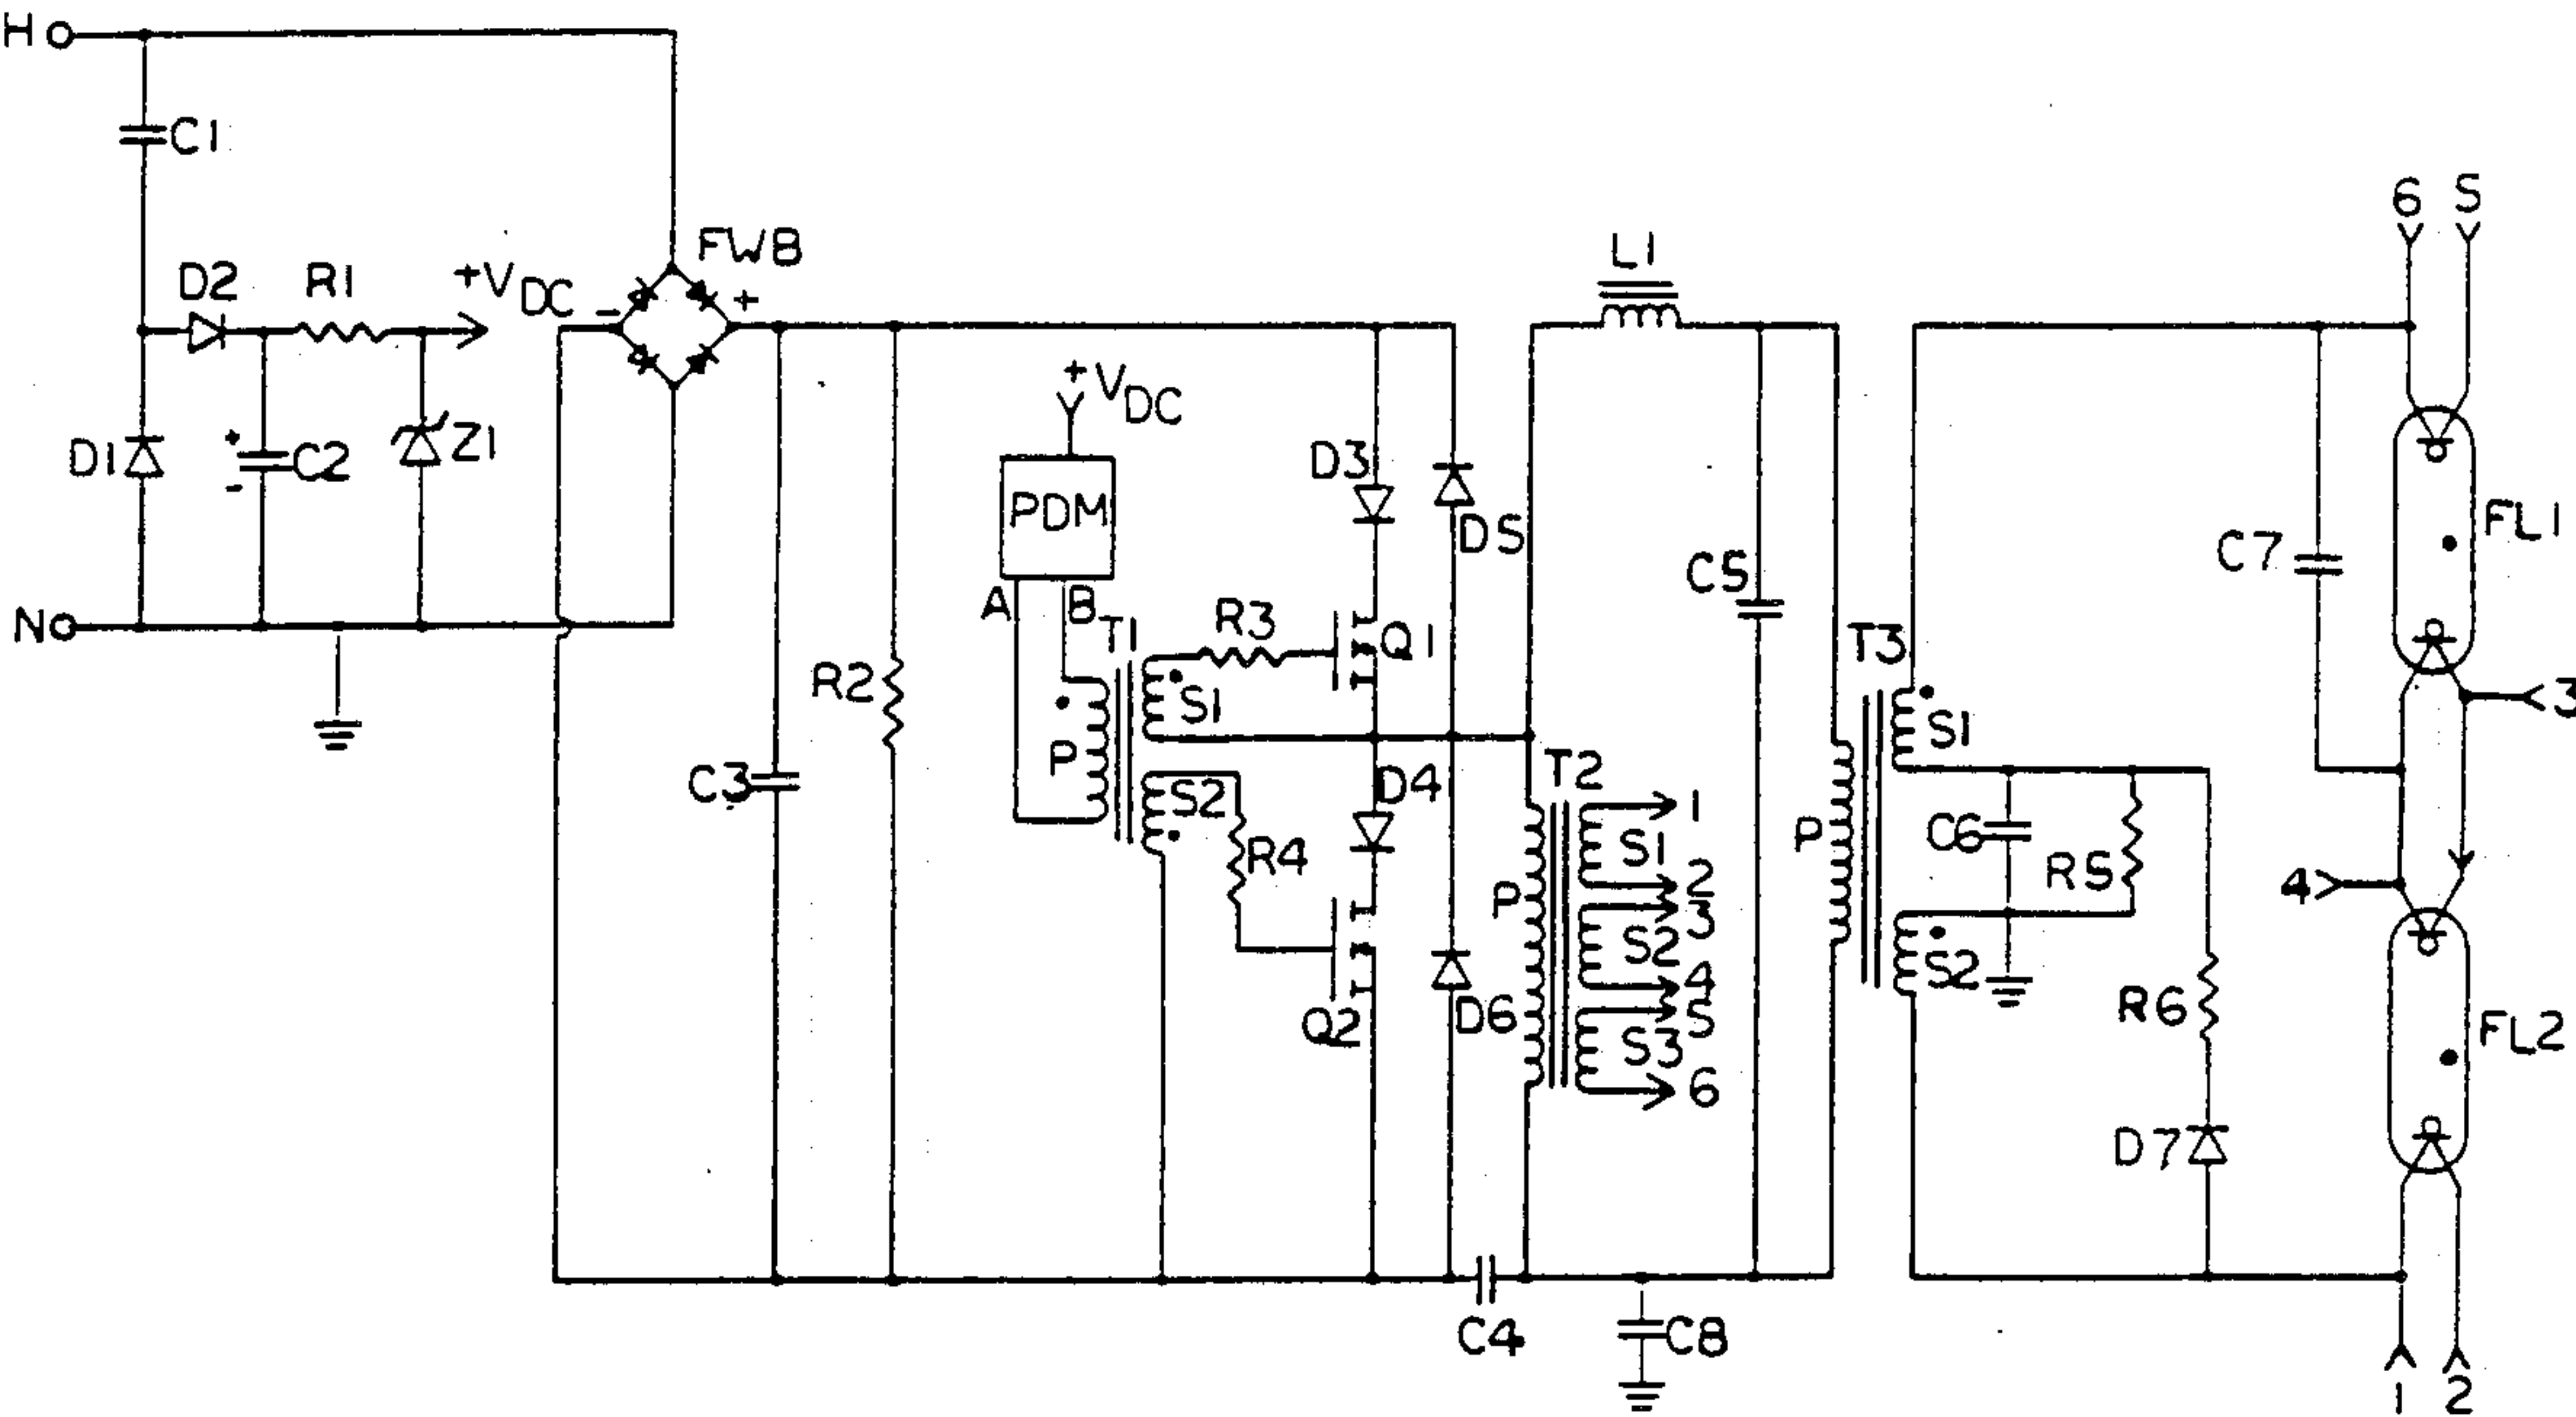 H
C1
D2
R1
+VDC
FWB
-
+
D1
+
-
C2
Z1
N
+VDC
PDM
A
B
T1
P
S1
S2
R2
C3
R3
R4
D3
D5
Q1
D4
Q2
D6
L1
T2
P
S1
S2
S3
1
2
3
4
5
6
C4
C8
C5
T3
P
S1
S2
C6
R5
R6
D7
C7
6
5
FL1
3
4
FL2
1
2